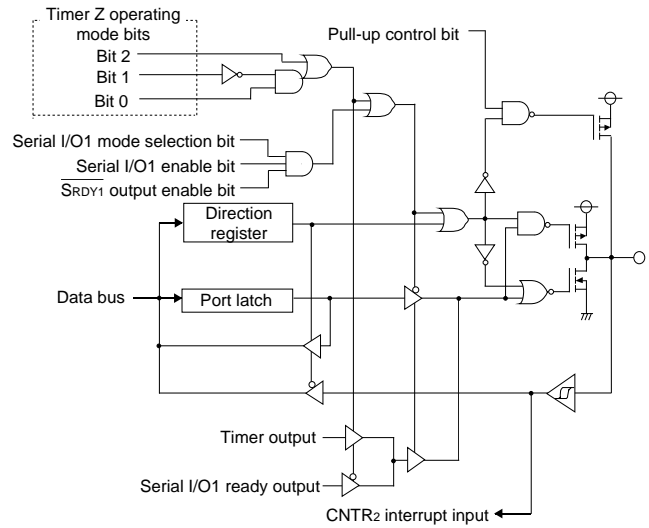 Timer Z operating
mode bits
Bit 2
Bit 1
Bit 0
Pull-up control bit
Serial I/O1 mode selection bit
Serial I/O1 enable bit
SRDY1 output enable bit
Direction
register
Data bus
Port latch
Timer output
Serial I/O1 ready output
CNTR2 interrupt input